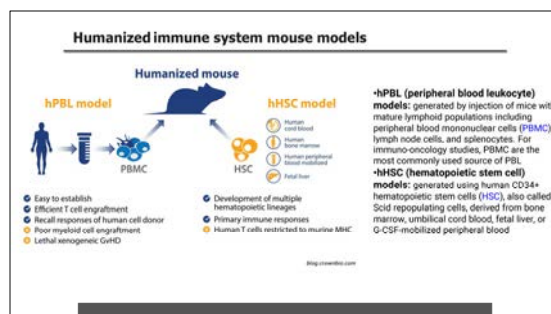 Humanized immune system mouse models
Humanized mouse
hPBL model
hHSC model
PBMC
HSC
Human
cord blood
Human
bone marrow
Human peripheral
blood mobilized
Fetal liver
Easy to establish
Efficient T cell engraftment
Recall responses of human cell donor
Poor myeloid cell engraftment
Lethal xenogeneic GvHD
Development of multiple
hematopoietic lineages
Primary immune responses
Human T cells restricted to murine MHC
blog.crownbio.com
•hPBL (peripheral blood leukocyte)
models: generated by injection of mice wit
mature lymphoid populations including
peripheral blood mononuclear cells (PBMC)
lymph node cells, and splenocytes. For
immuno-oncology studies, PBMC are the
most commonly used source of PBL
•hHSC (hematopoietic stem cell)
models: generated using human CD34+
hematopoietic stem cells (HSC), also called
Scid repopulating cells, derived from bone
marrow, umbilical cord blood, fetal liver, or
G-CSF-mobilized peripheral blood